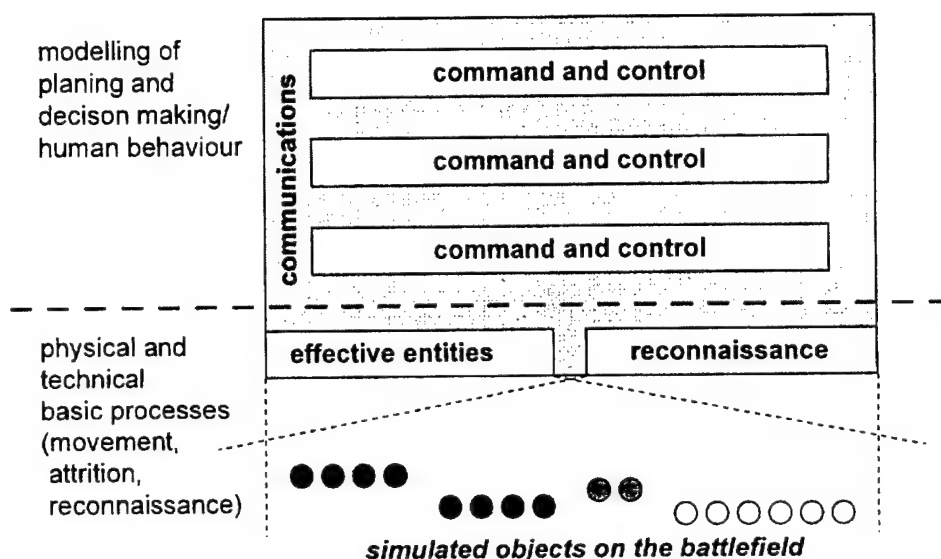 modelling of
planing and
decison making/
human behaviour
communications
command and control
command and control
command and control
physical and
technical
basic processes
(movement,
attrition,
reconnaissance)
effective entities
reconnaissance
simulated objects on the battlefield